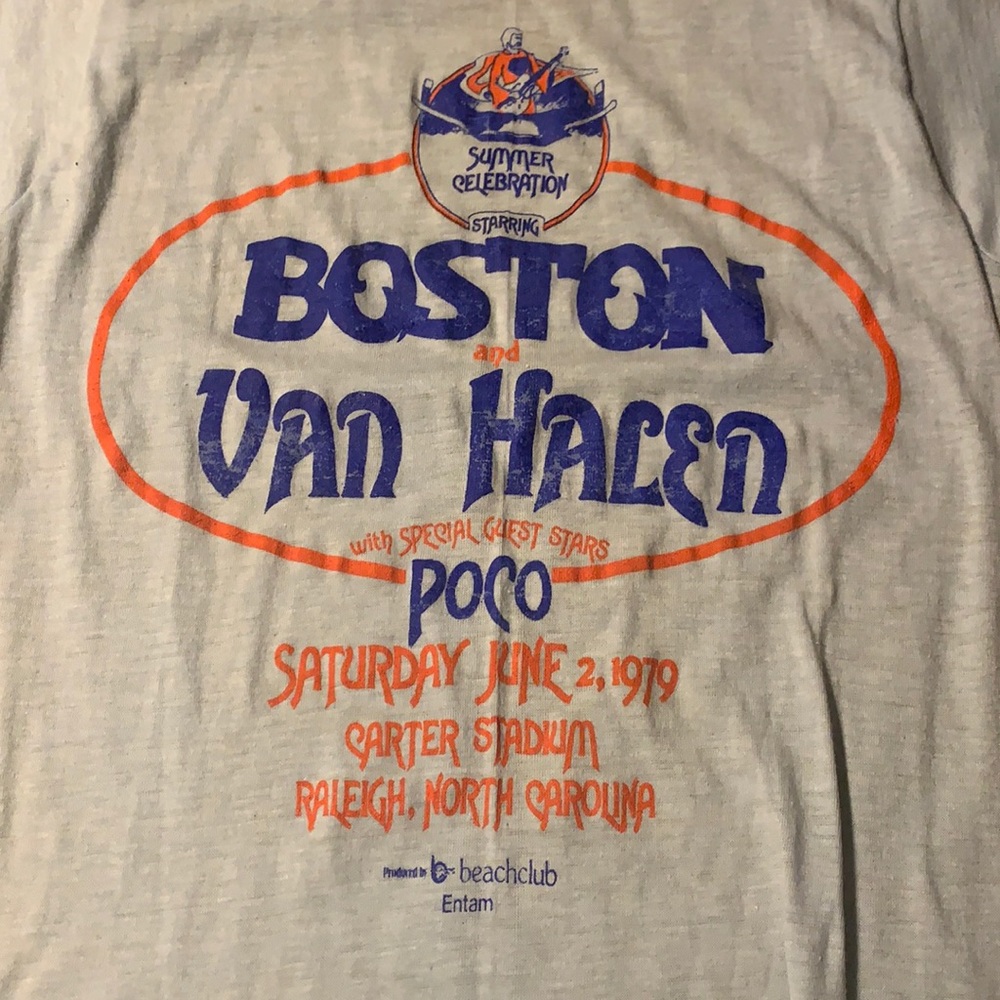 SUMMER
CELEBRATION
STARRING
BOSTON
and
VAN HALEN
with SPECIAL GUEST STARS
POCO
SATURDAY JUNE 2, 1979
CARTER STADIUM
RALEIGH, NORTH CAROLINA
Produced by beachclub
Entam